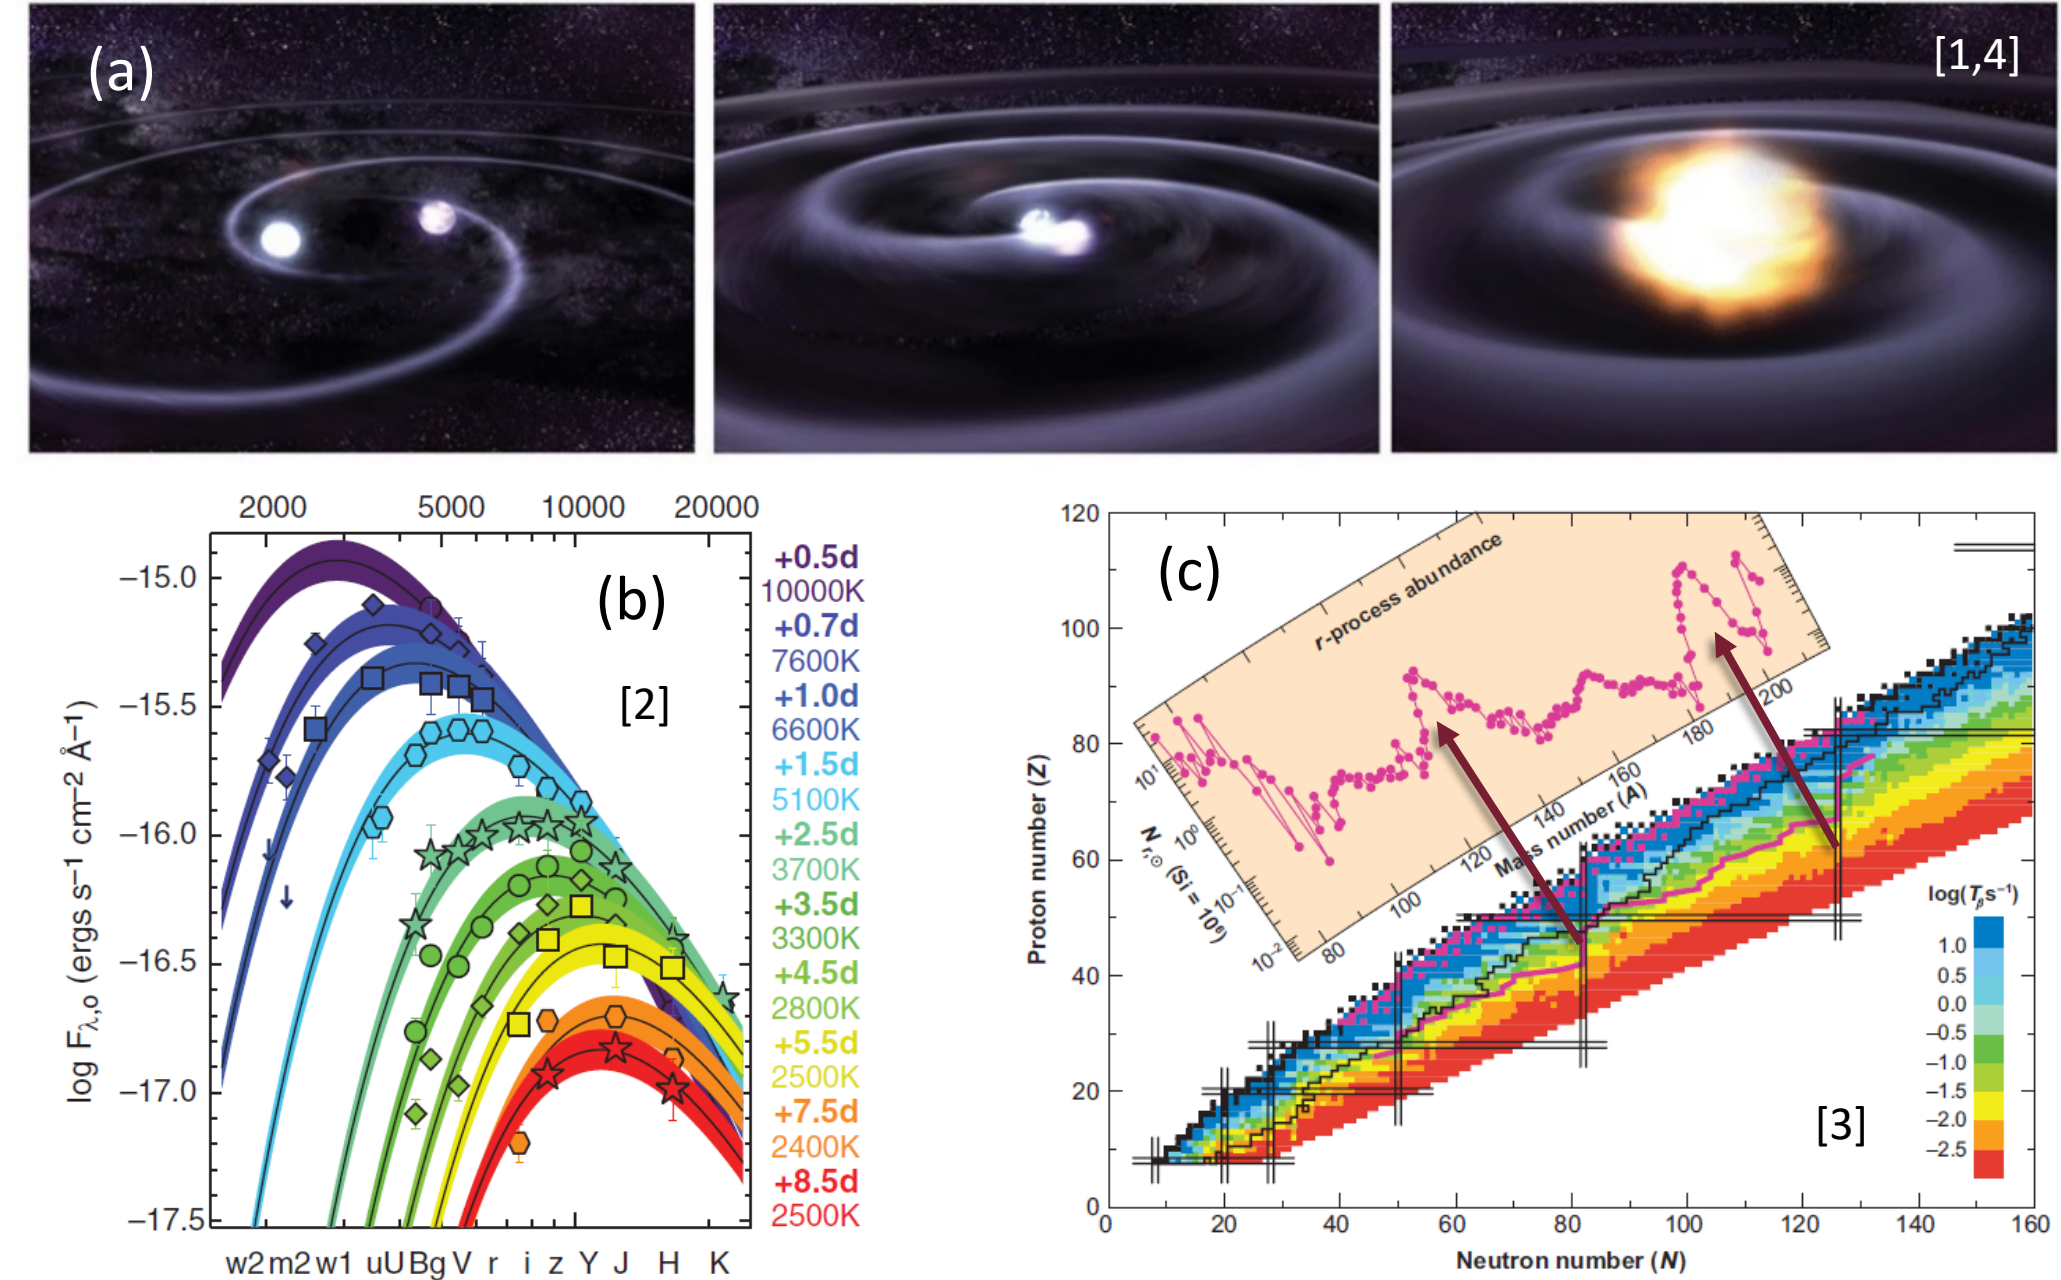 (a)
[1,4]
2000 5000 10000 20000
−15.0
−15.5
−16.0
−16.5
−17.0
−17.5
log Fλ,o (ergs s−1 cm−2 Å−1)
w2 m2 w1 uU Bg V r i z Y J H K
(b)
[2]
+0.5d
10000K
+0.7d
7600K
+1.0d
6600K
+1.5d
5100K
+2.5d
3700K
+3.5d
3300K
+4.5d
2800K
+5.5d
2500K
+7.5d
2400K
+8.5d
2500K
(c)
120
100
80
60
40
20
0
Proton number (Z)
r-process abundance
10¹
10⁰
10−1
10−2
Nr,⊙ (Si = 10⁶)
80 100 120 140 160 180 200
Mass number (A)
log(Tβ s−1)
1.0
0.5
0.0
−0.5
−1.0
−1.5
−2.0
−2.5
[3]
0 20 40 60 80 100 120 140 160
Neutron number (N)